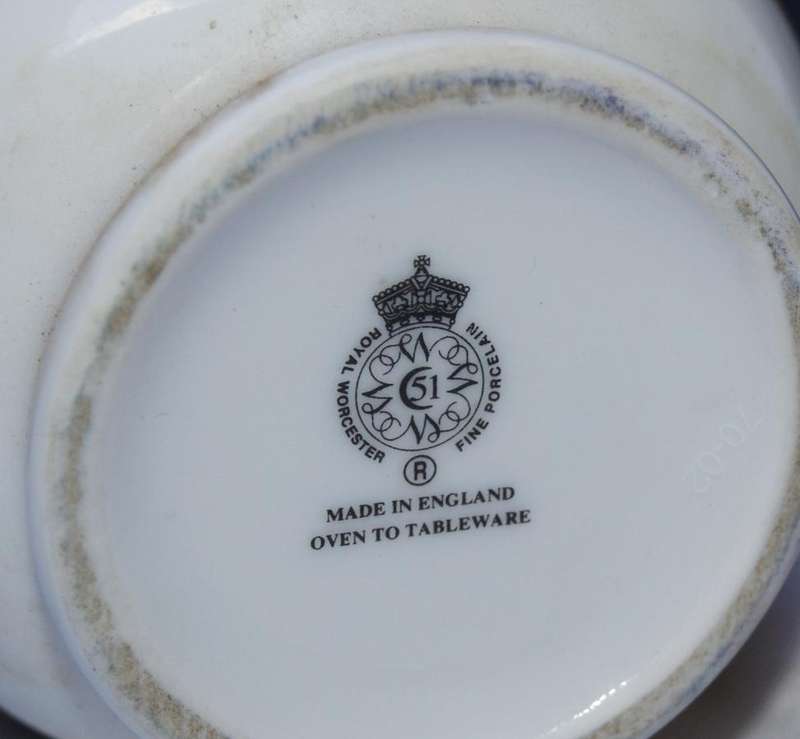 ROYAL WORCESTER
FINE PORCELAIN
51
®
MADE IN ENGLAND
OVEN TO TABLEWARE